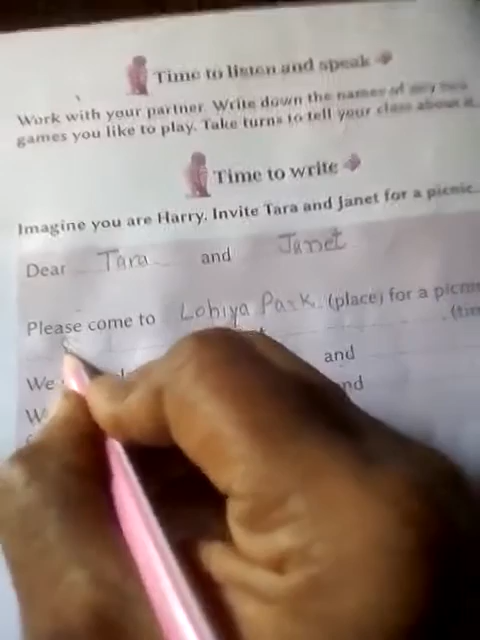 Time to listen and speak
Work with your partner. Write down the names of any two
games you like to play. Take turns to tell your class about it.
Time to write
Imagine you are Harry. Invite Tara and Janet for a picnic.
Dear Tara and Janet
Please come to Lohiya Park (place) for a picnic
We and